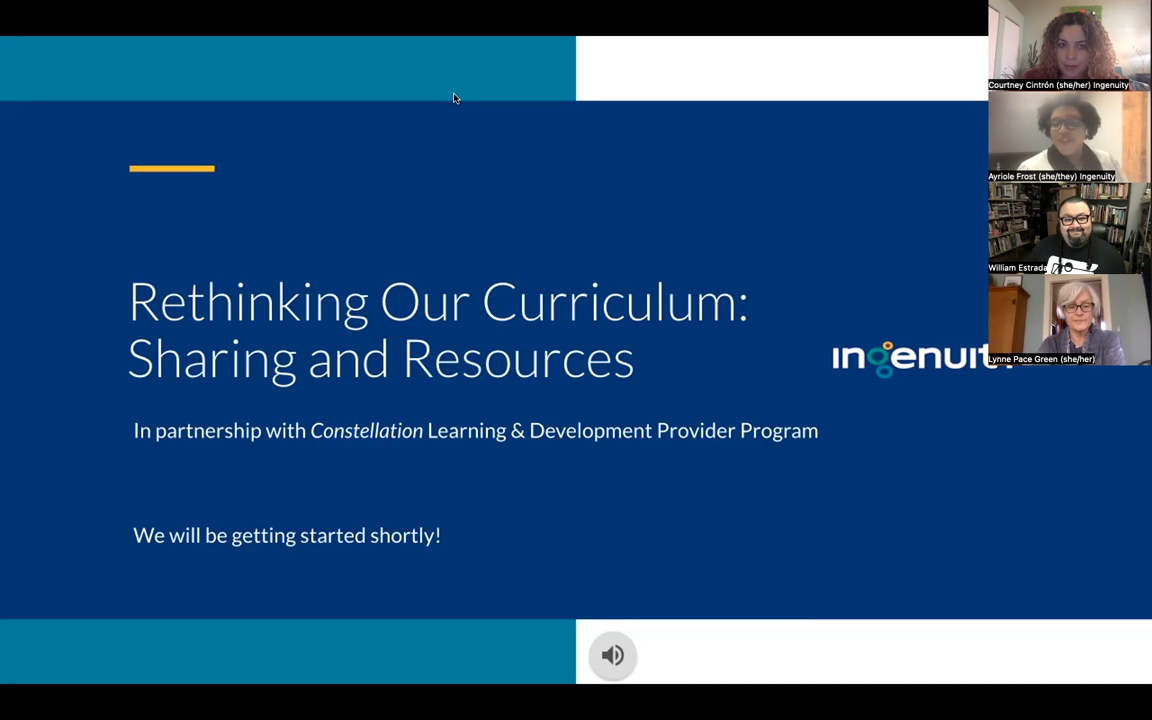 Courtney Cintrón (she/her) Ingenuity
Ayriole Frost (she/they) Ingenuity
William Estrada
Lynne Pace Green (she/her)
Rethinking Our Curriculum:
Sharing and Resources
ingenuit
In partnership with Constellation Learning & Development Provider Program
We will be getting started shortly!